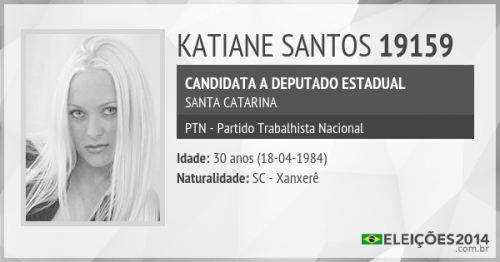 KATIANE SANTOS 19159
CANDIDATA A DEPUTADO ESTADUAL
SANTA CATARINA
PTN - Partido Trabalhista Nacional
Idade: 30 anos (18-04-1984)
Naturalidade: SC - Xanxerê
ELEIÇÕES2014
.com.br